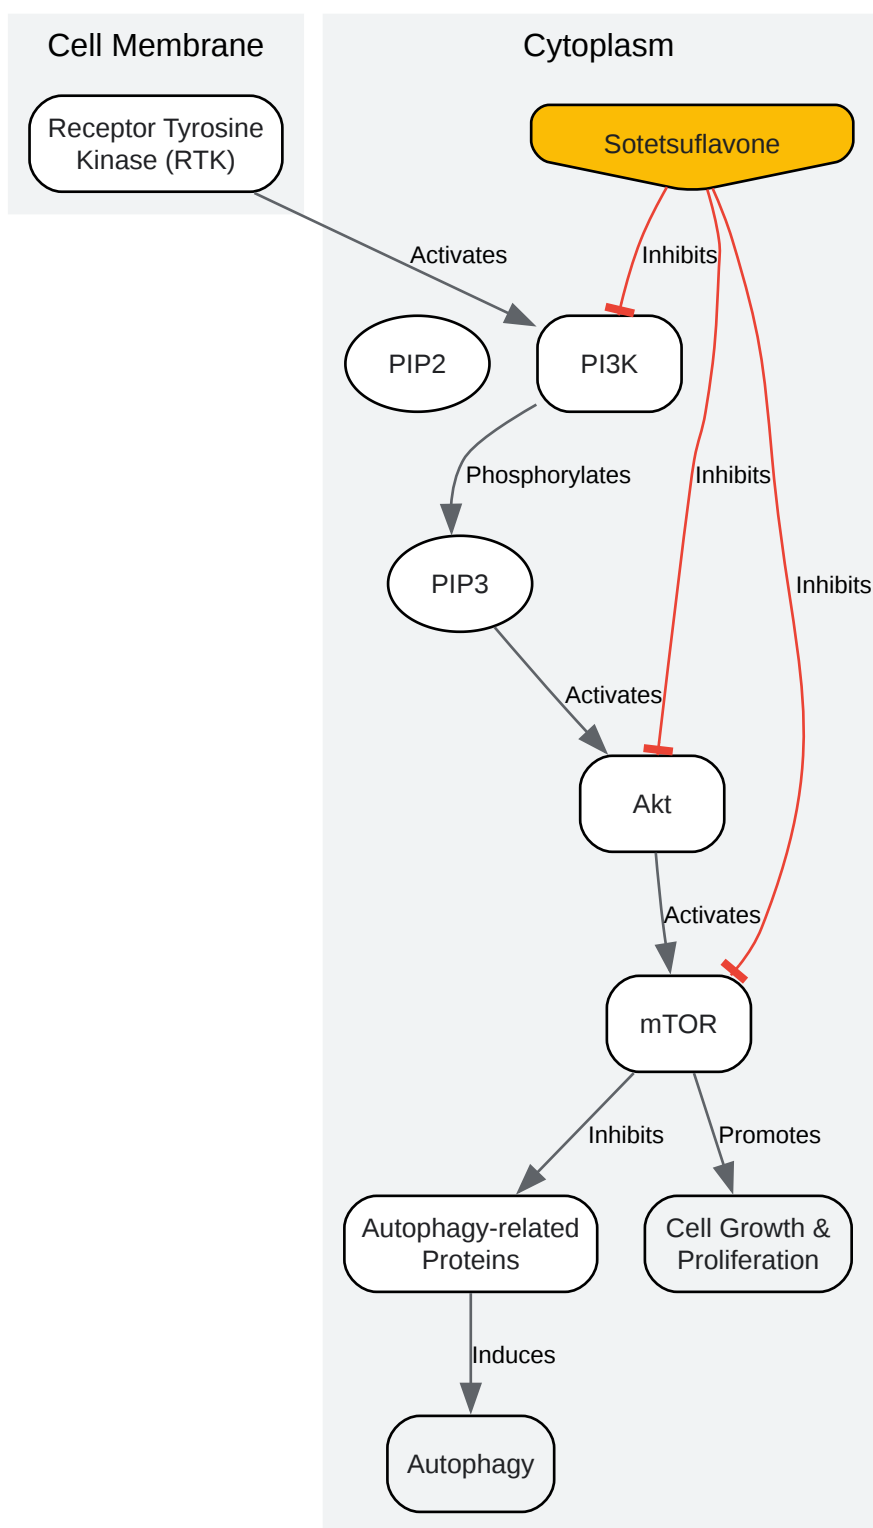 Cell Membrane
Cytoplasm
Receptor Tyrosine
Kinase (RTK)
Sotetsuflavone
Activates
Inhibits
PIP2
PI3K
Phosphorylates
Inhibits
PIP3
Inhibits
Activates
Akt
Activates
mTOR
Inhibits
Promotes
Autophagy-related
Proteins
Cell Growth &
Proliferation
Induces
Autophagy